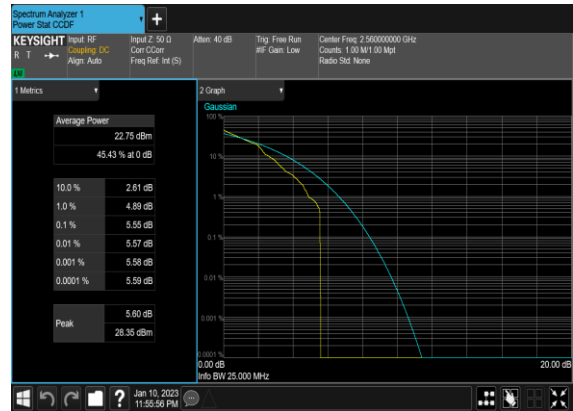 Spectrum Analyzer 1
Power Stat CCDF
KEYSIGHT
R T
LW
Input: RF
Coupling: DC
Align: Auto
Input Z: 50 Ω
Corr CCorr
Freq Ref: Int (S)
Atten: 40 dB
Trig: Free Run
#IF Gain: Low
Center Freq: 2.560000000 GHz
Counts: 1.00 M/1.00 Mpt
Radio Std: None
1 Metrics
Average Power
22.75 dBm
45.43 % at 0 dB
10.0 % 2.61 dB
1.0 % 4.89 dB
0.1 % 5.55 dB
0.01 % 5.57 dB
0.001 % 5.58 dB
0.0001 % 5.59 dB
Peak
5.60 dB
28.35 dBm
2 Graph
Gaussian
100 %
10 %
1 %
0.1 %
0.01 %
0.001 %
0.0001 %
0.00 dB 20.00 dB
Info BW 25.000 MHz
?
Jan 10, 2023
11:55:56 PM